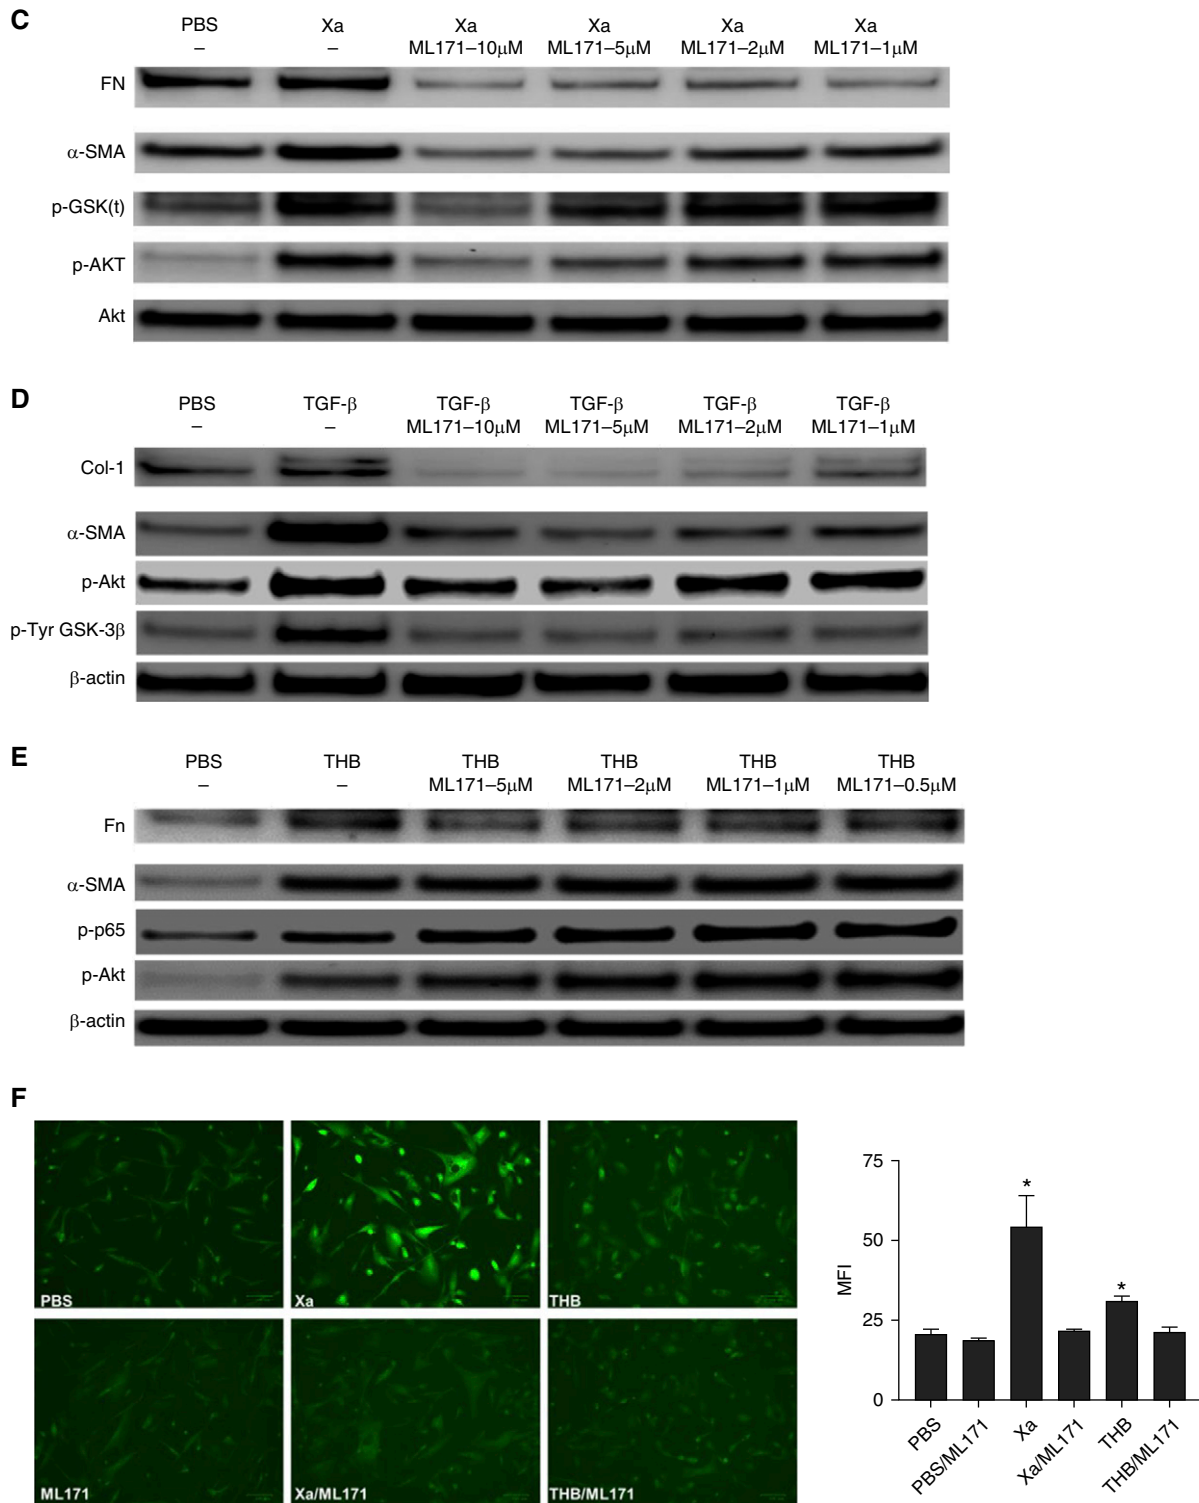 C
PBS Xa Xa Xa Xa Xa
– – ML171–10μM ML171–5μM ML171–2μM ML171–1μM
FN
α-SMA
p-GSK(t)
p-AKT
Akt
D
PBS TGF-β TGF-β TGF-β TGF-β TGF-β
– – ML171–10μM ML171–5μM ML171–2μM ML171–1μM
Col-1
α-SMA
p-Akt
p-Tyr GSK-3β
β-actin
E
PBS THB THB THB THB THB
– – ML171–5μM ML171–2μM ML171–1μM ML171–0.5μM
Fn
α-SMA
p-p65
p-Akt
β-actin
F
PBS Xa THB
ML171 Xa/ML171 THB/ML171
75
50
25
0
MFI
*
*
PBS
PBS/ML171
Xa
Xa/ML171
THB
THB/ML171